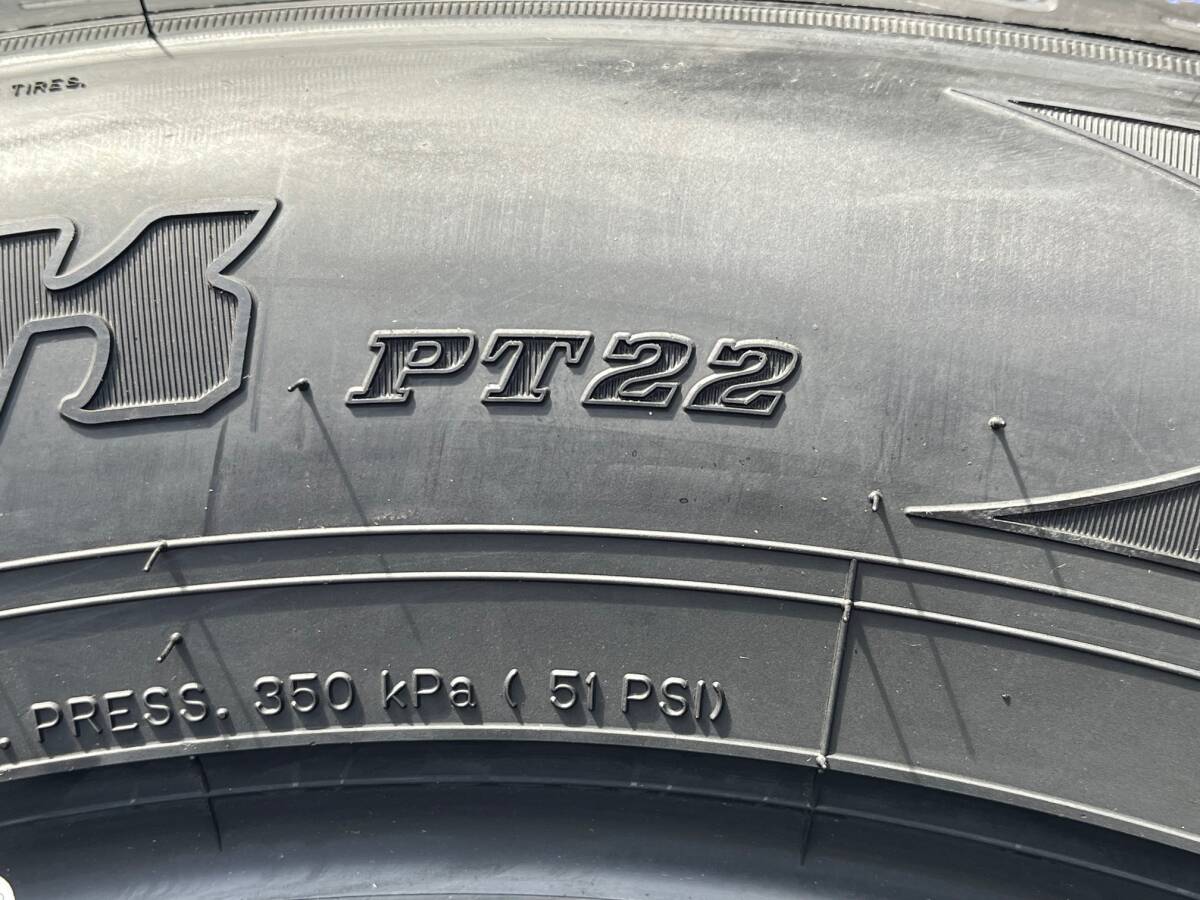 TIRES.
K PT22
. PRESS. 350 kPa ( 51 PSI)